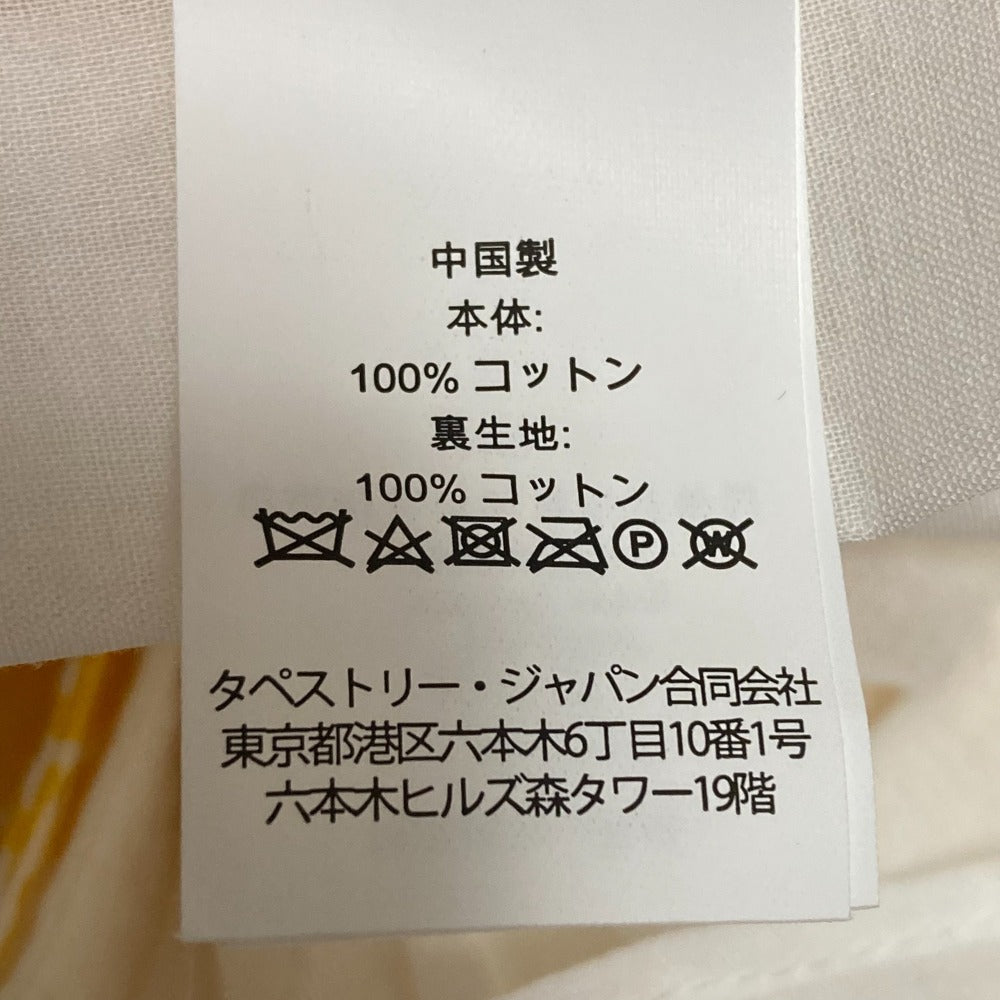 中国製
本体:
100% コットン
裏生地:
100% コットン
P W
タペストリー・ジャパン合同会社
東京都港区六本木6丁目10番1号
六本木ヒルズ森タワー19階